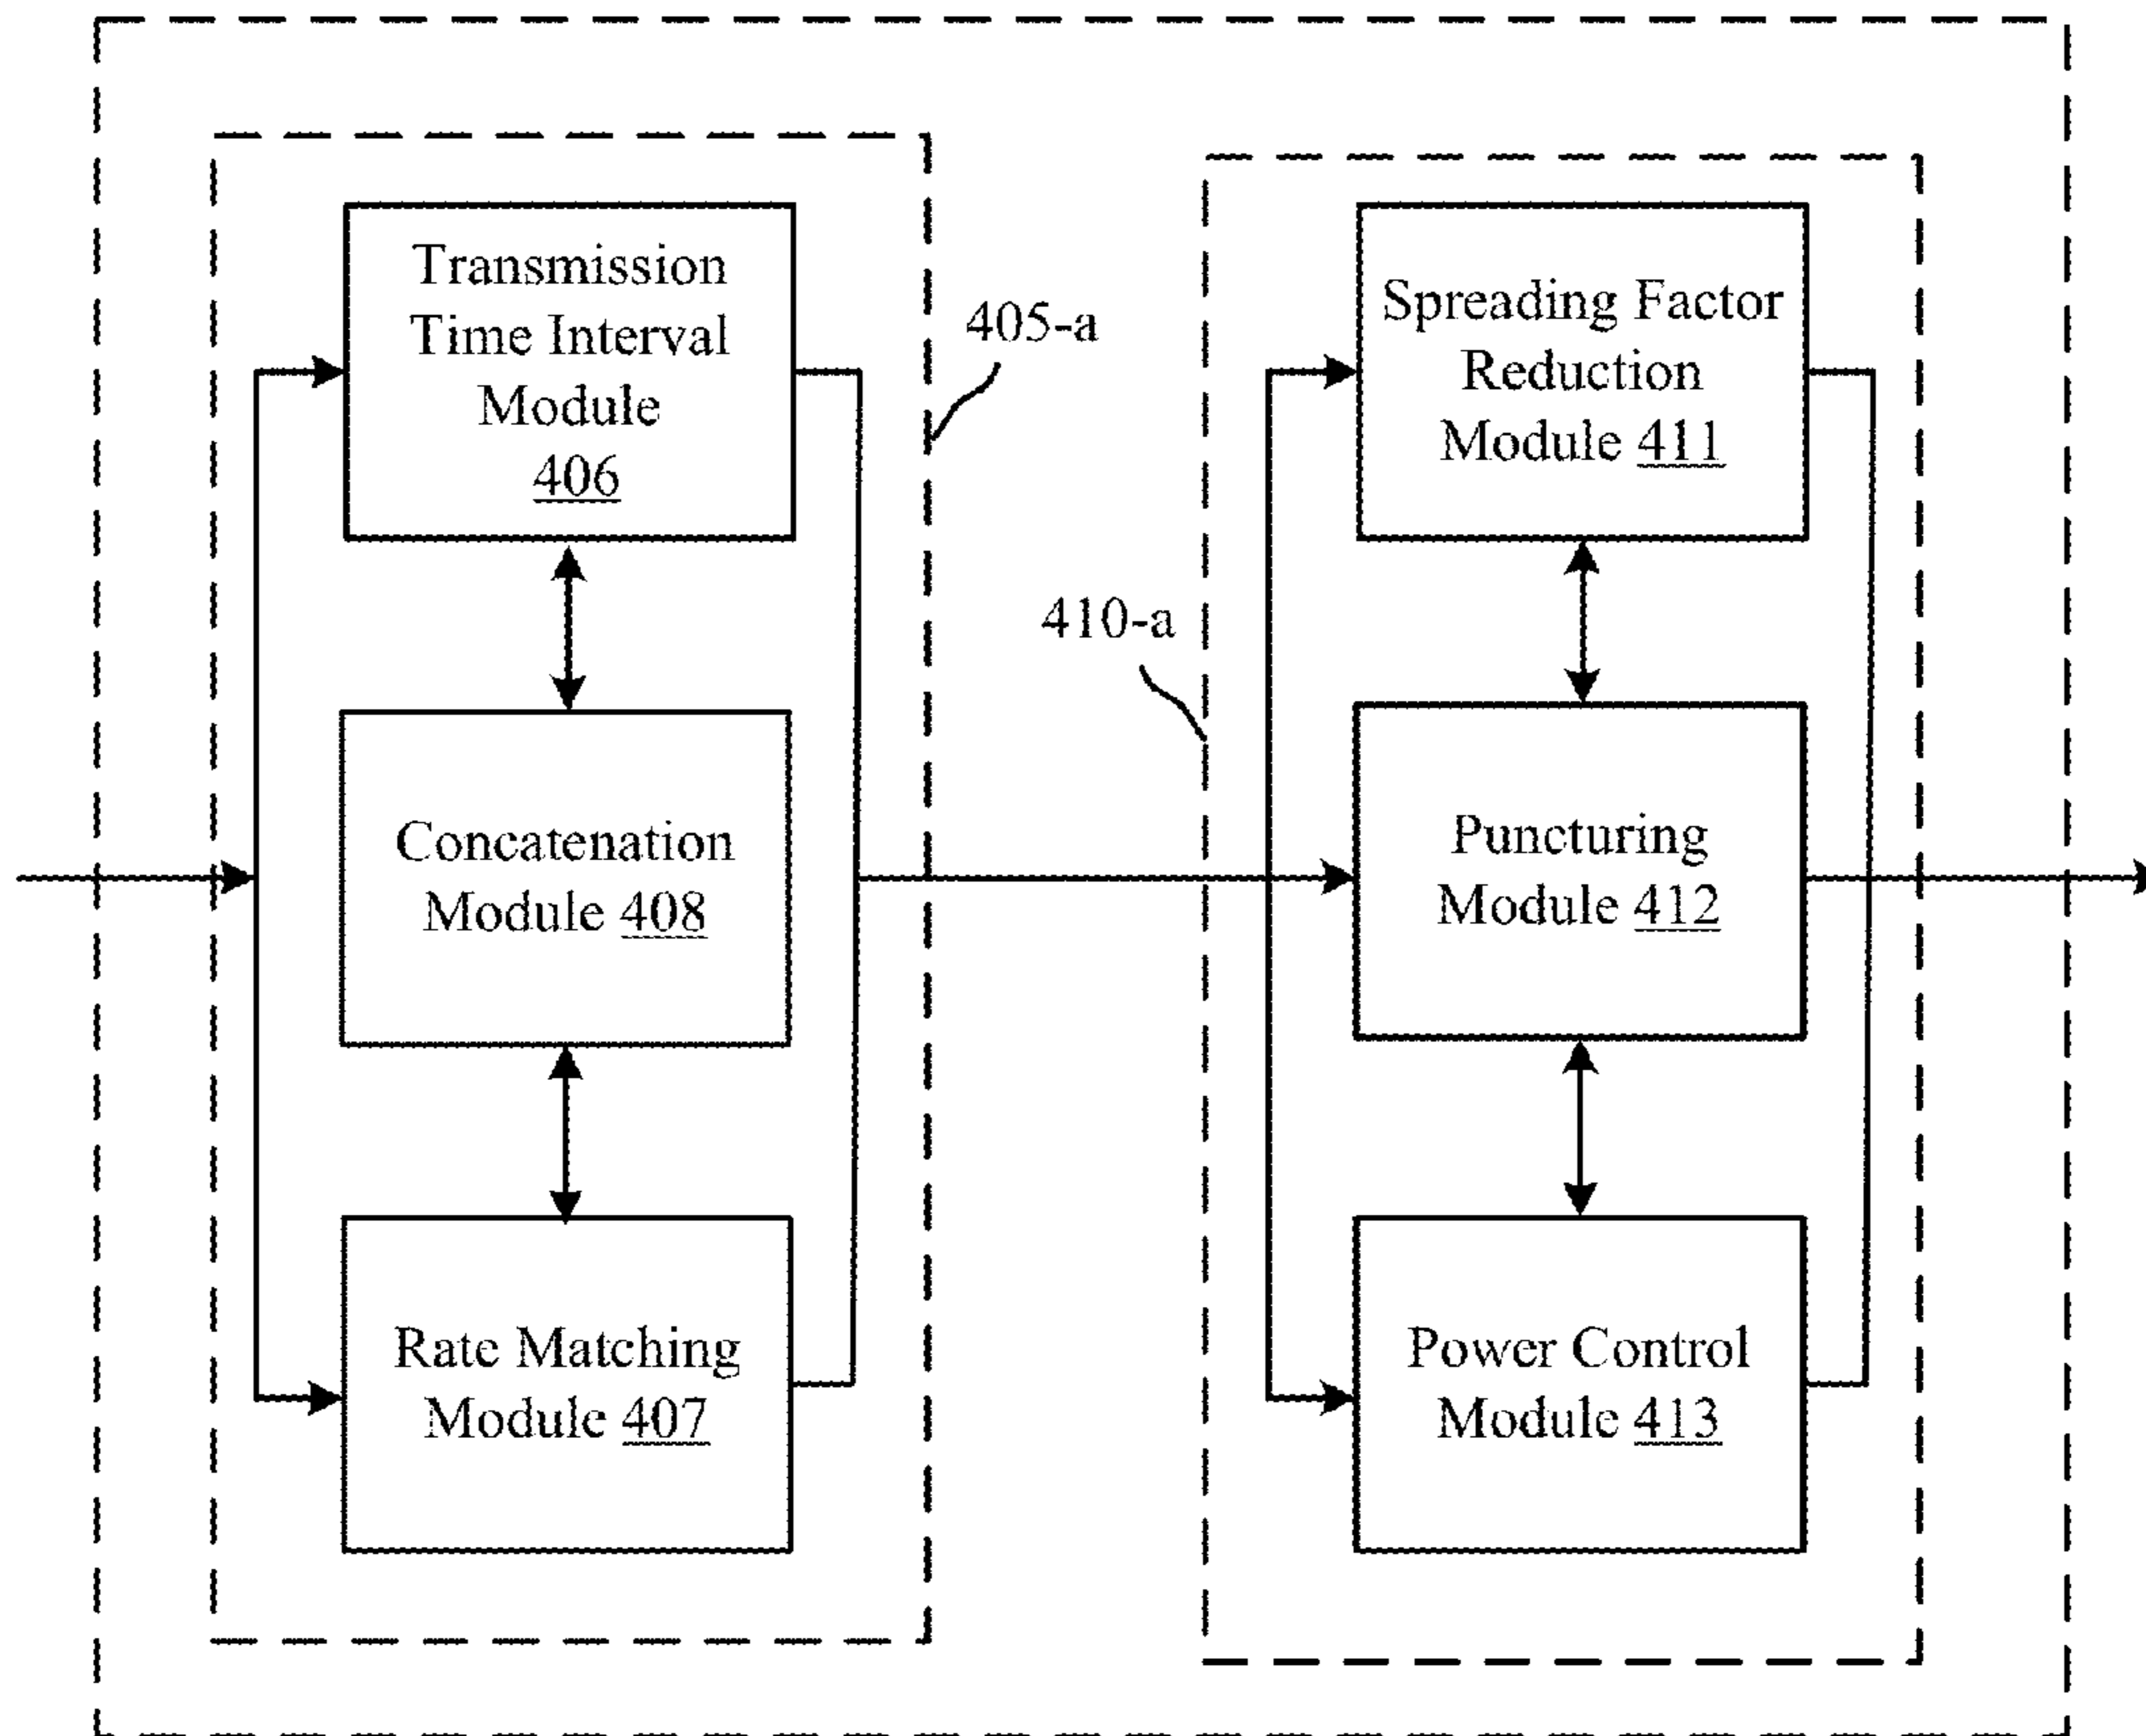 Transmission
Time Interval
Module
406
405-a
Concatenation
Module 408
Rate Matching
Module 407
410-a
Spreading Factor
Reduction
Module 411
Puncturing
Module 412
Power Control
Module 413